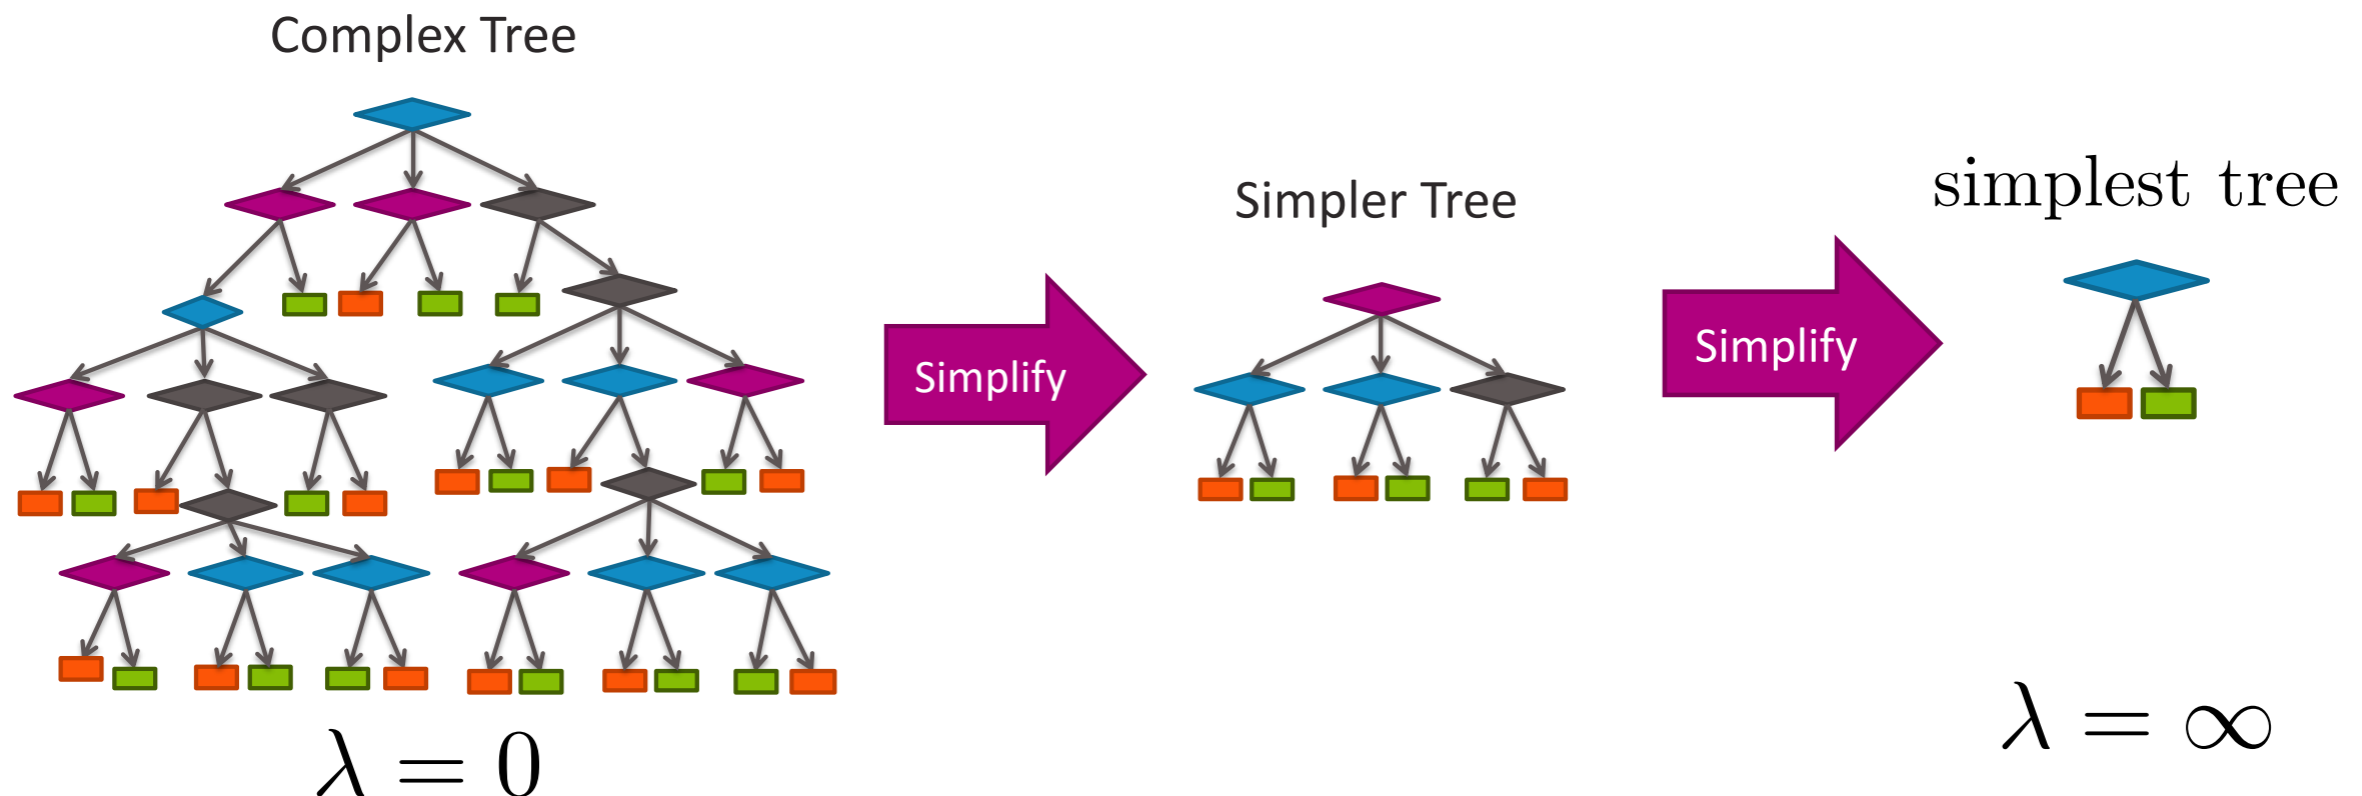 Complex Tree
Simplify
Simpler Tree
Simplify
simplest tree
λ = 0
λ = ∞